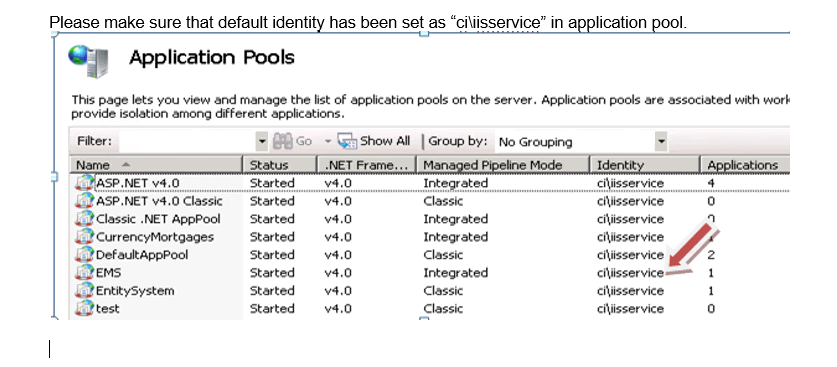 Please make sure that default identity has been set as “ci\iisservice” in application pool.
Application Pools
This page lets you view and manage the list of application pools on the server. Application pools are associated with work
provide isolation among different applications.
Filter: Go Show All Group by: No Grouping
Name Status .NET Frame... Managed Pipeline Mode Identity Applications
ASP.NET v4.0 Started v4.0 Integrated ci\iisservice 4
ASP.NET v4.0 Classic Started v4.0 Classic ci\iisservice 0
Classic .NET AppPool Started v4.0 Integrated ci\iisservice
CurrencyMortgages Started v4.0 Integrated ci\iisservice
DefaultAppPool Started v4.0 Classic ci\iisservice 2
EMS Started v4.0 Integrated ci\iisservice 1
EntitySystem Started v4.0 Classic ci\iisservice 1
test Started v4.0 Classic ci\iisservice 0